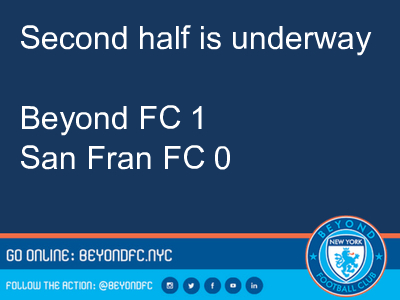 Second half is underway
Beyond FC 1
San Fran FC 0
GO ONLINE: BEYONDFC.NYC
FOLLOW THE ACTION: @BEYONDFC
BEYOND
NEW YORK
FOOTBALL CLUB